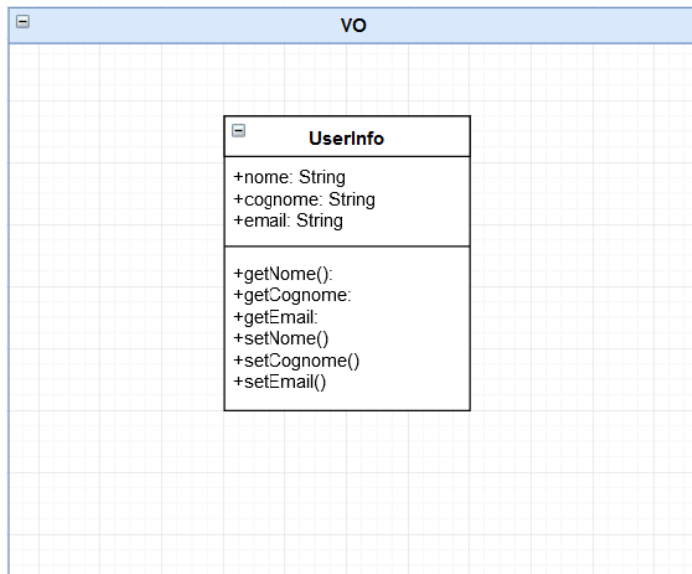 VO
UserInfo
+nome: String
+cognome: String
+email: String
+getNome():
+getCognome:
+getEmail:
+setNome()
+setCognome()
+setEmail()